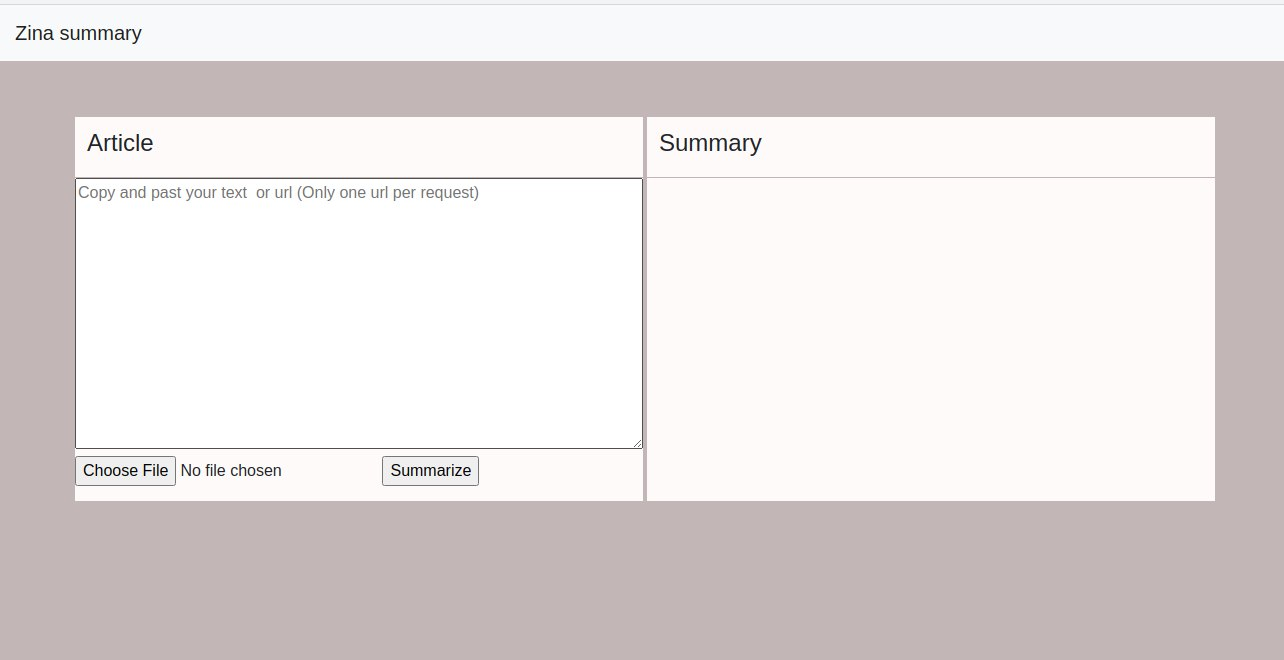 Zina summary
Article
Summary
Copy and past your text  or url (Only one url per request)
Choose File No file chosen
Summarize